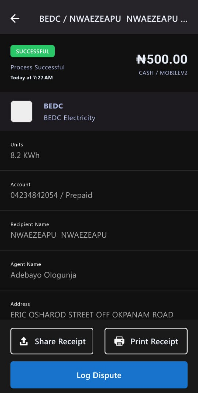 BEDC / NWAEZEAPU NWAEZEAPU ...
SUCCESSFUL
₦500.00
Process Successful
CASH / MOBILEV2
Today at 7:27 AM
BEDC
BEDC Electricity
Units
8.2 KWh
Account
04234842054 / Prepaid
Recipient Name
NWAEZEAPU NWAEZEAPU
Agent Name
Adebayo Ologunja
Address
ERIC OSHAROD STREET OFF OKPANAM ROAD
Share Receipt
Print Receipt
Log Dispute